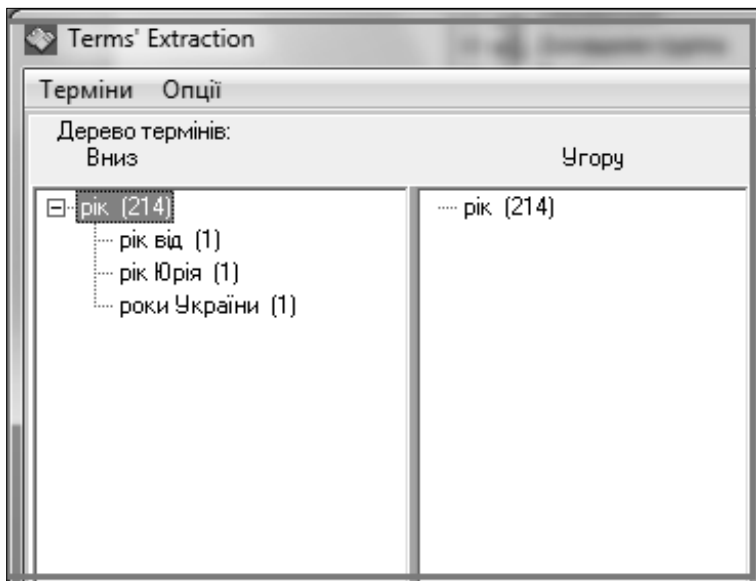 Terms' Extraction
Терміни Опції
Дерево термінів:
Вниз Угору
рік (214) рік (214)
рік від (1)
рік Юрія (1)
роки України (1)